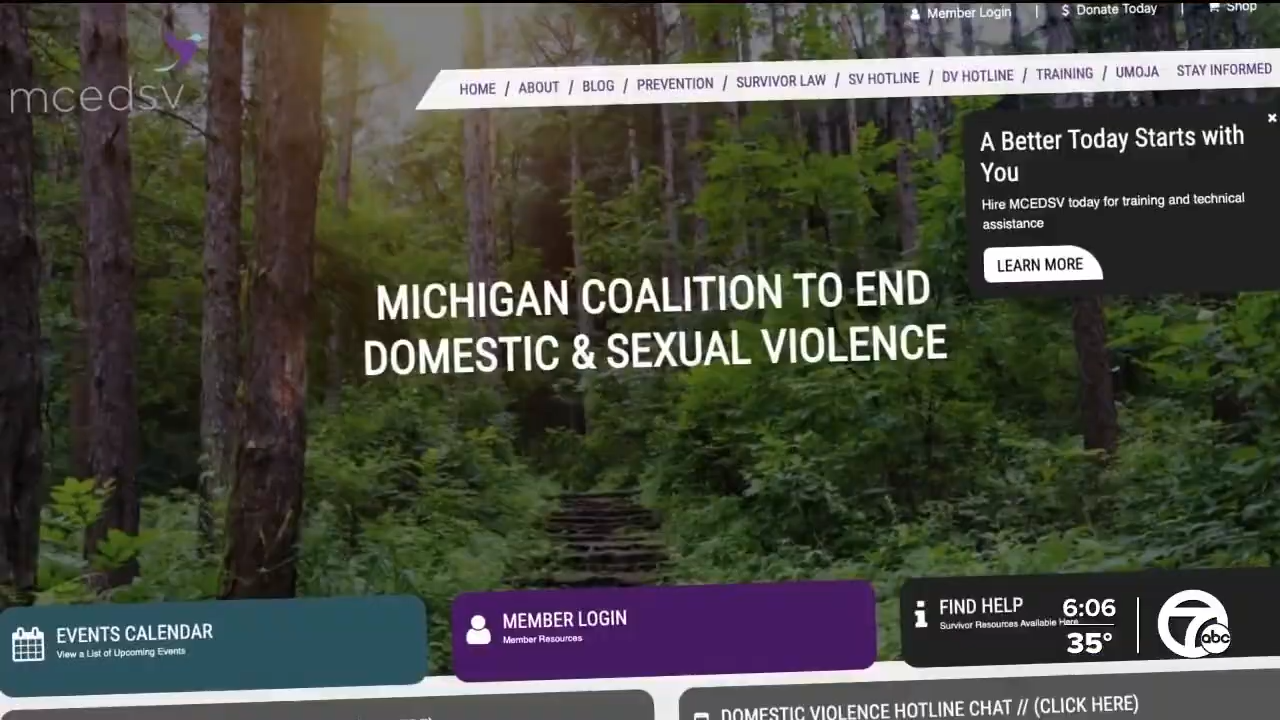 Member Login | $ Donate Today | Shop
mcedsv
HOME / ABOUT / BLOG / PREVENTION / SURVIVOR LAW / SV HOTLINE / DV HOTLINE / TRAINING / UMOJA STAY INFORMED
A Better Today Starts with
You
Hire MCEDSV today for training and technical
assistance
LEARN MORE
MICHIGAN COALITION TO END
DOMESTIC & SEXUAL VIOLENCE
EVENTS CALENDAR
View a List of Upcoming Events
MEMBER LOGIN
Member Resources
FIND HELP
Survivor Resources Available Here
6:06
35°
7 abc
DOMESTIC VIOLENCE HOTLINE CHAT // (CLICK HERE)